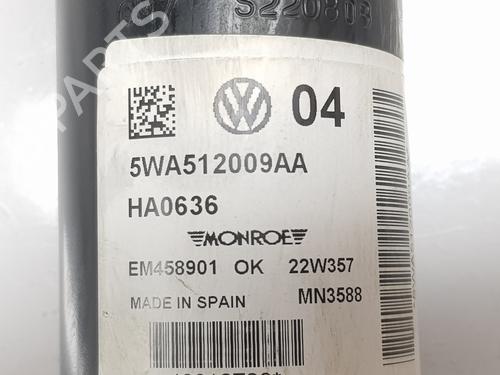 04
5WA512009AA
HA0636
MONROE
EM458901 OK 22W357
MADE IN SPAIN MN3588